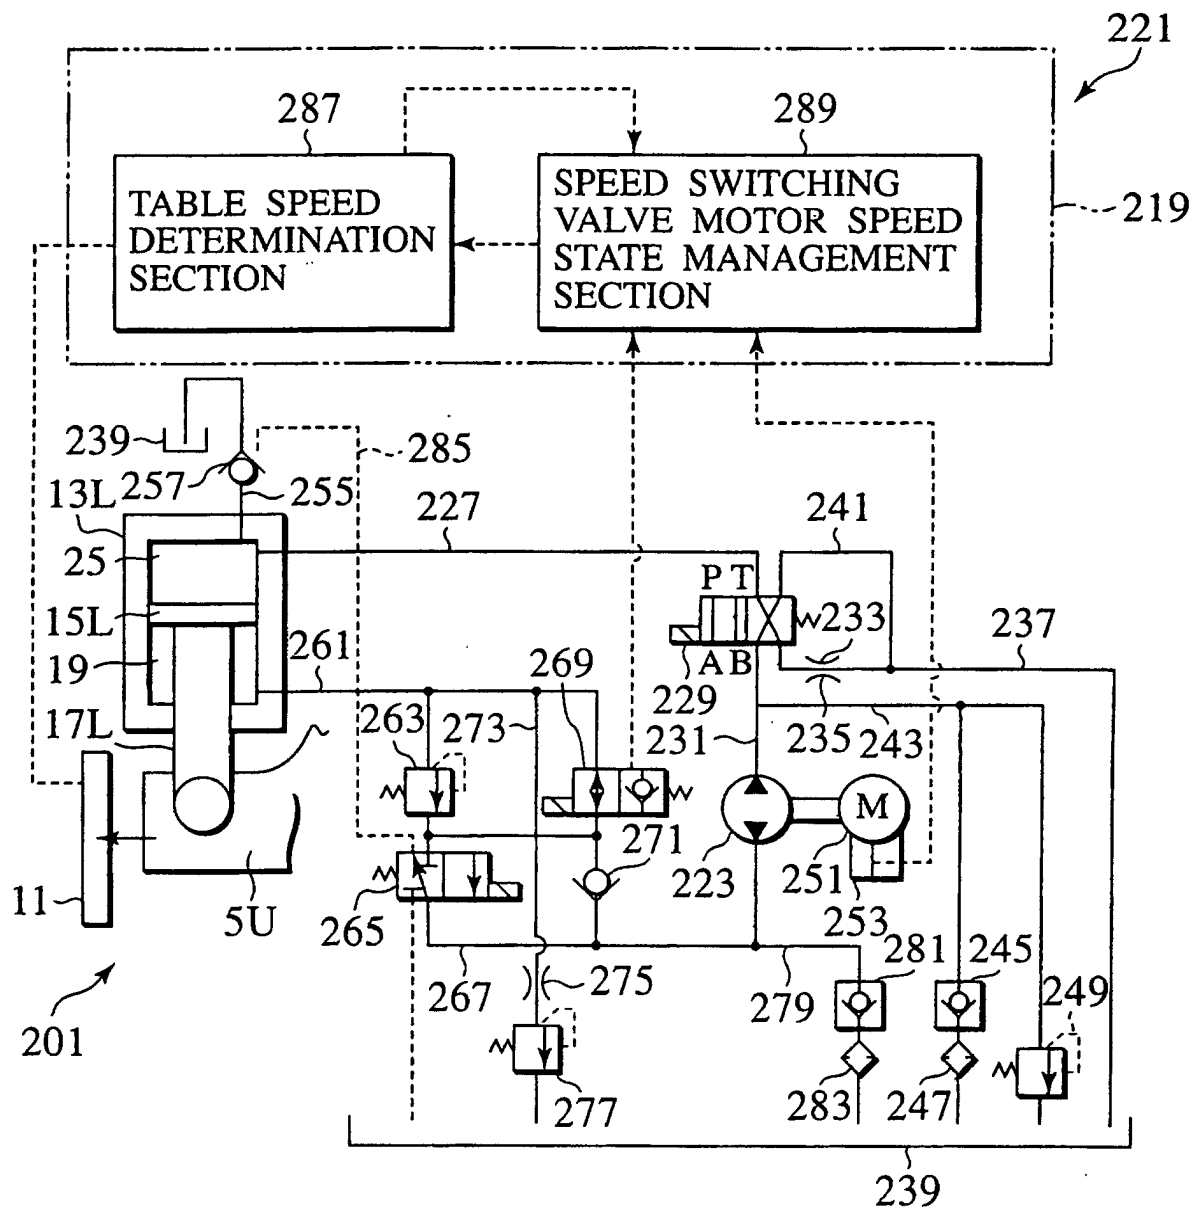 221
287
289
TABLE SPEED
DETERMINATION
SECTION
SPEED SWITCHING
VALVE MOTOR SPEED
STATE MANAGEMENT
SECTION
219
239
285
257
255
13L
227
241
25
P T
233
15L
237
19
261
269
A B
229
263
273
235
243
17L
231
M
271
223
251
11
5U
265
253
281
245
267
275
279
249
201
277
283
247
239